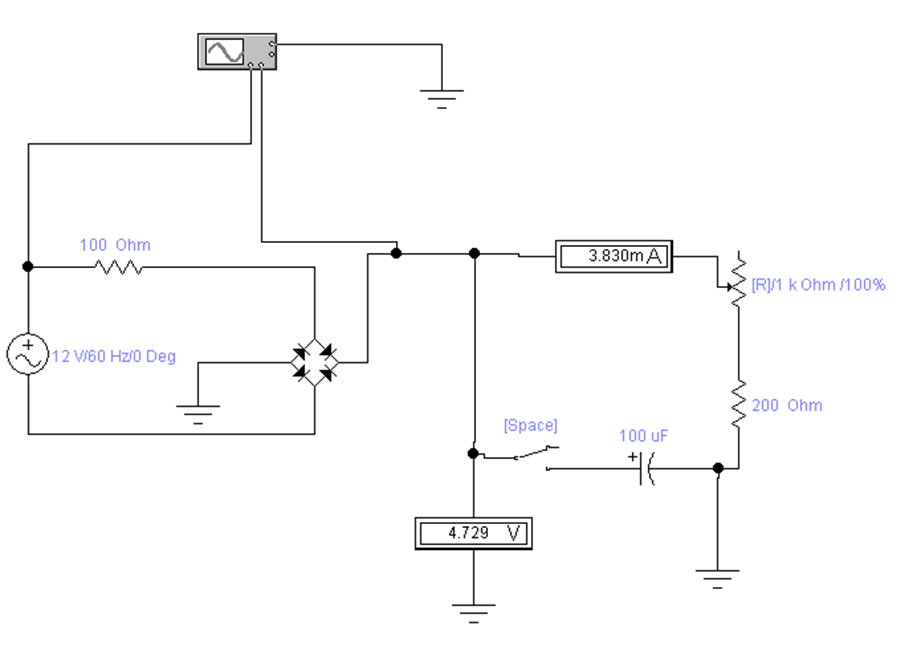 100 Ohm
3.830m A
[R]/1 k Ohm /100%
+
12 V/60 Hz/0 Deg
200 Ohm
[Space]
100 uF
+
4.729 V